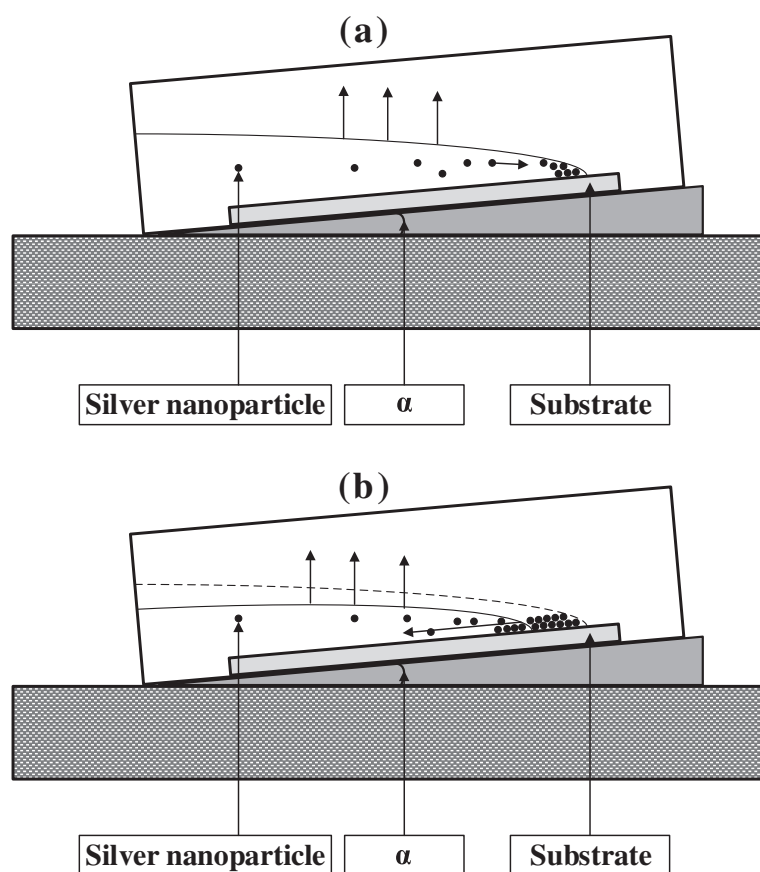 (a)
Silver nanoparticle α Substrate
(b)
Silver nanoparticle α Substrate